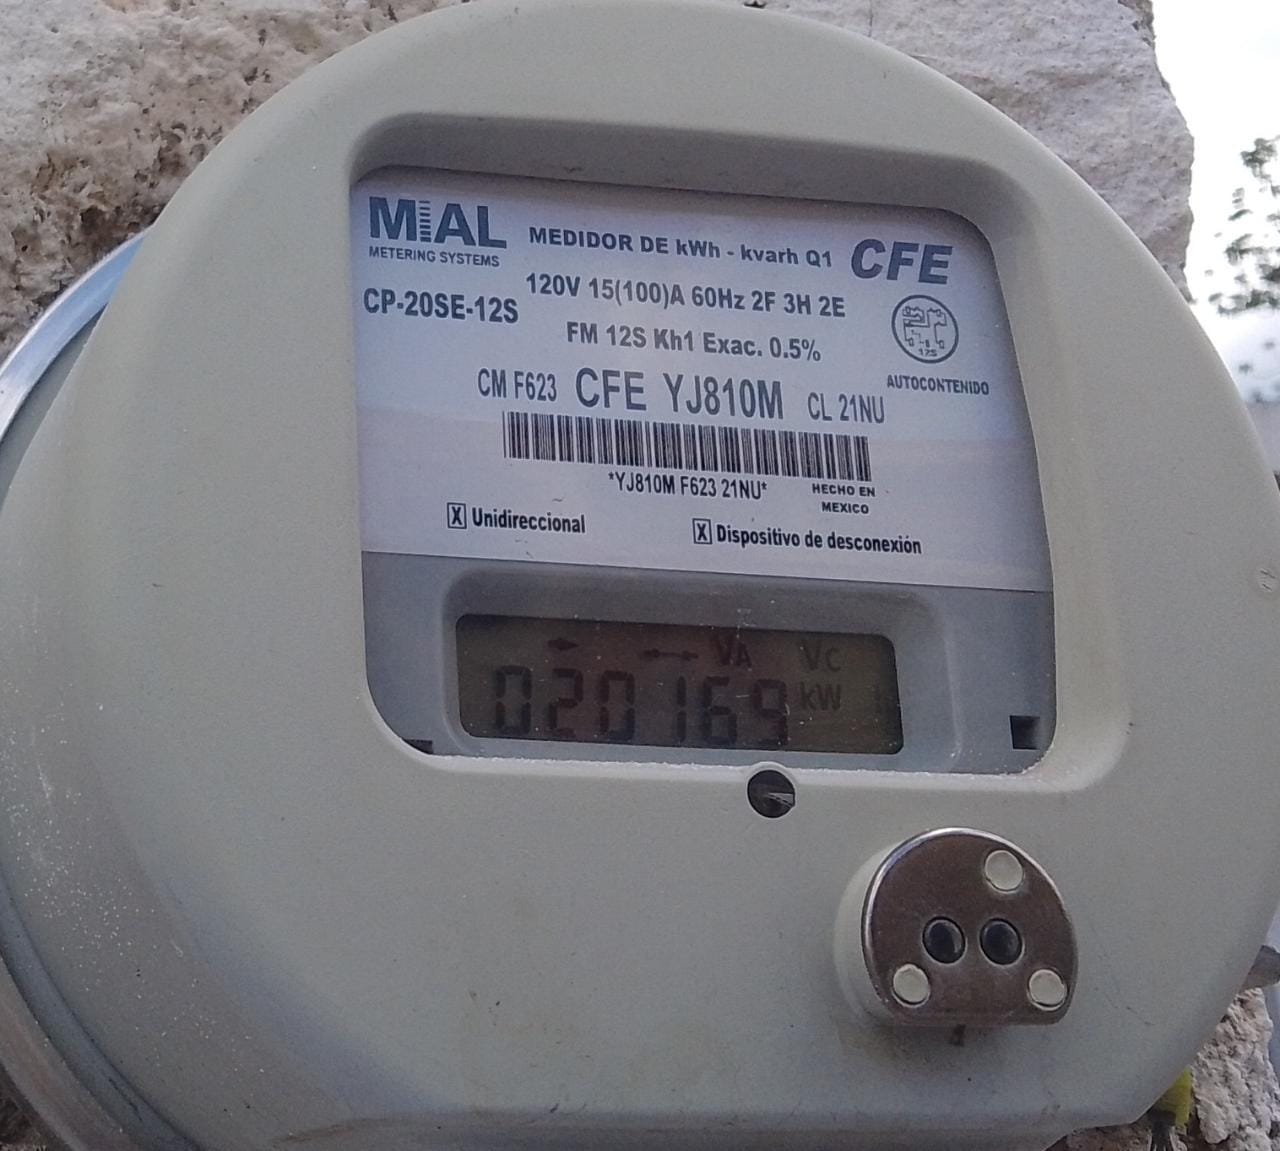 MIAL
METERING SYSTEMS
MEDIDOR DE kWh - kvarh Q1
CFE
CP-20SE-12S
120V 15(100)A 60Hz 2F 3H 2E
FM 12S Kh1 Exac. 0.5%
12S
AUTOCONTENIDO
CM F623 CFE YJ810M CL 21NU
*YJ810M F623 21NU*
HECHO EN
MEXICO
X Unidireccional
X Dispositivo de desconexión
VA VC
020169 kW